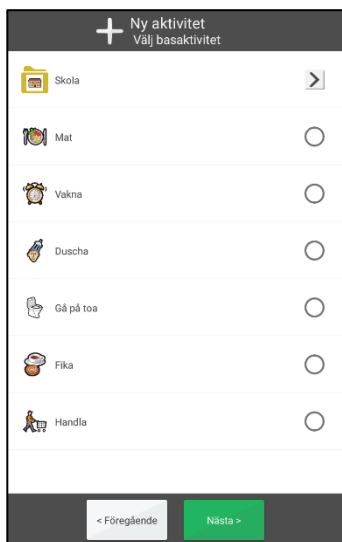 Ny aktivitet
Välj basaktivitet
Skola
Mat
Vakna
Duscha
Gå på toa
Fika
Handla
< Föregående
Nästa >